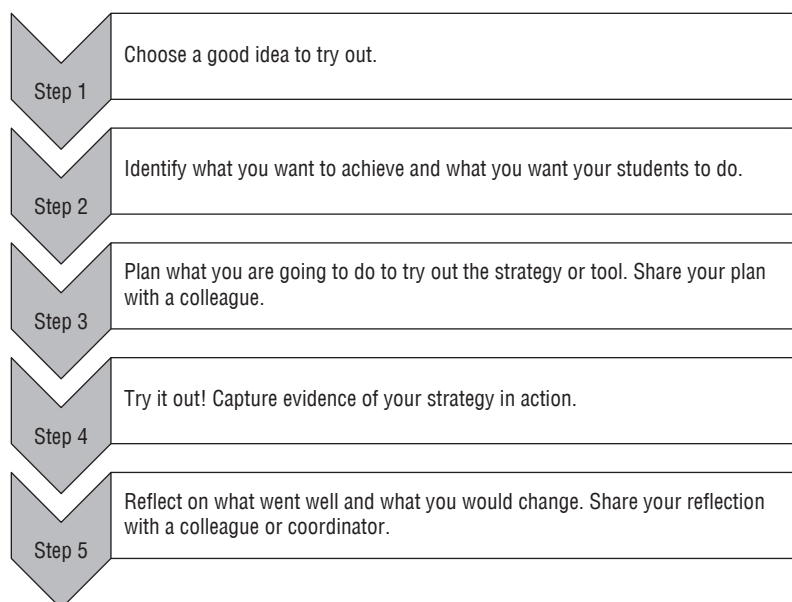 Step 1
Choose a good idea to try out.
Step 2
Identify what you want to achieve and what you want your students to do.
Step 3
Plan what you are going to do to try out the strategy or tool. Share your plan
with a colleague.
Step 4
Try it out! Capture evidence of your strategy in action.
Step 5
Reflect on what went well and what you would change. Share your reflection
with a colleague or coordinator.